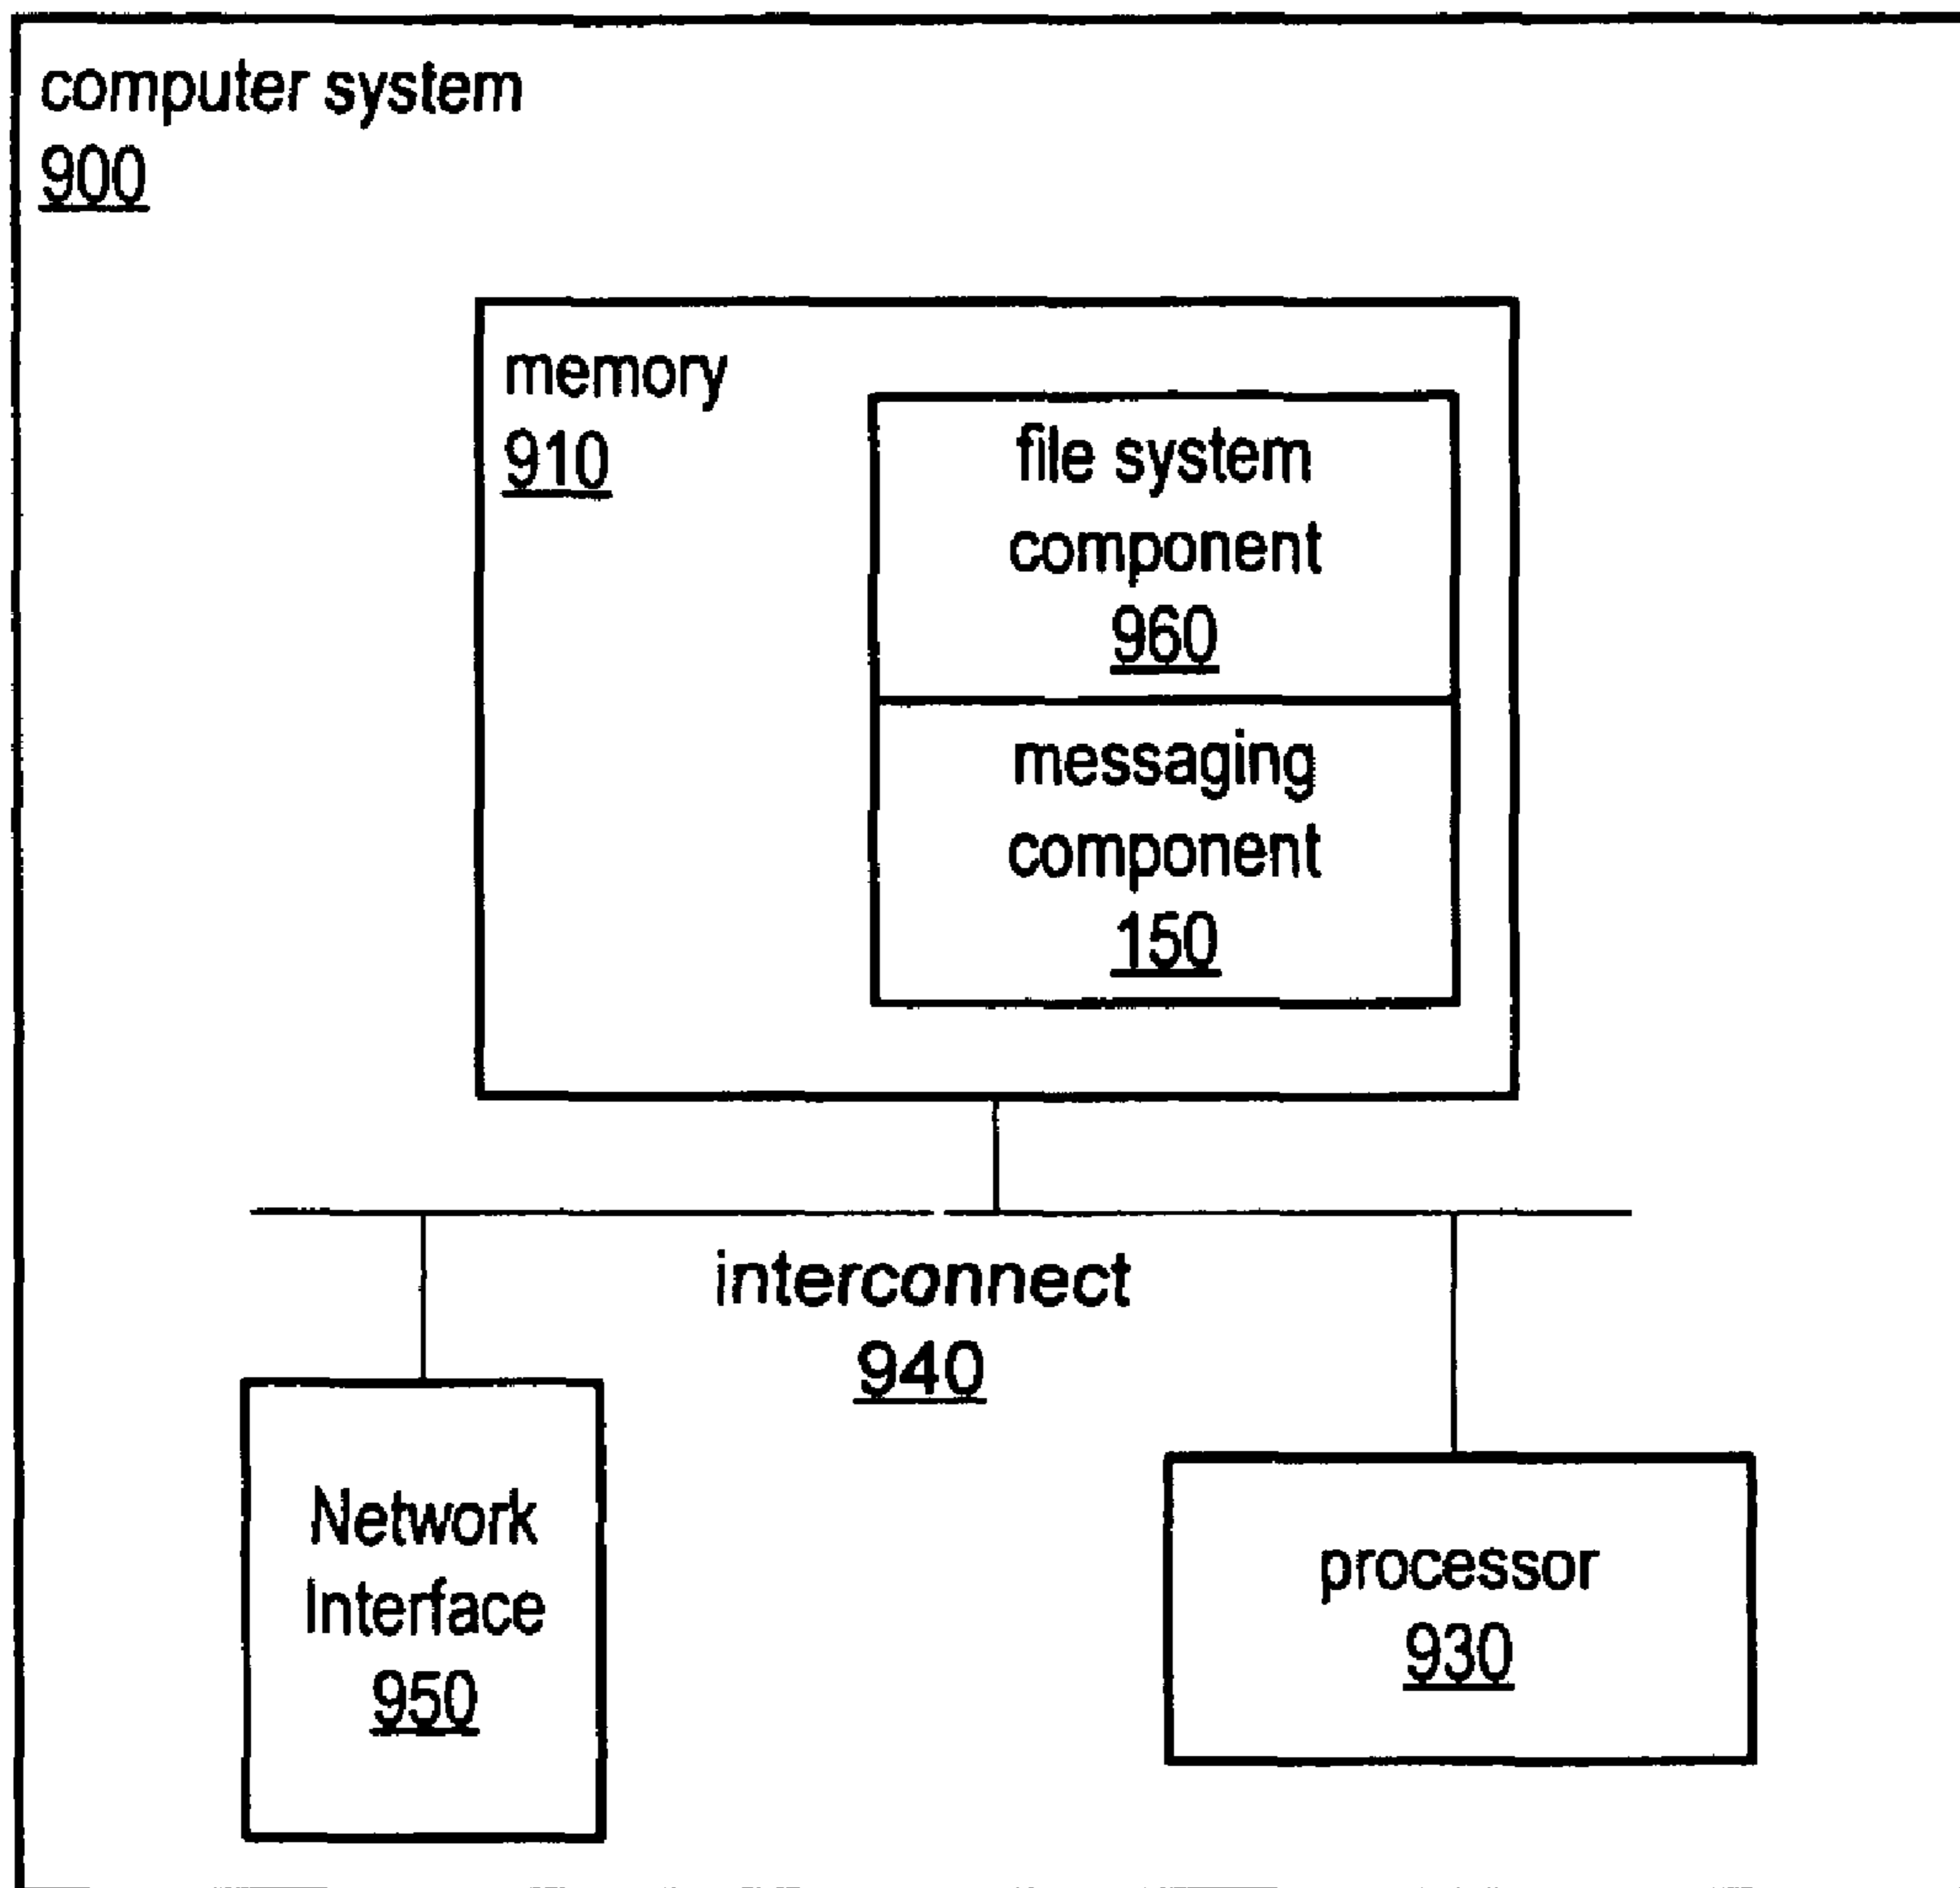 computer system
900
memory
910
file system
component
960
messaging
component
150
interconnect
940
Network
Interface
950
processor
930